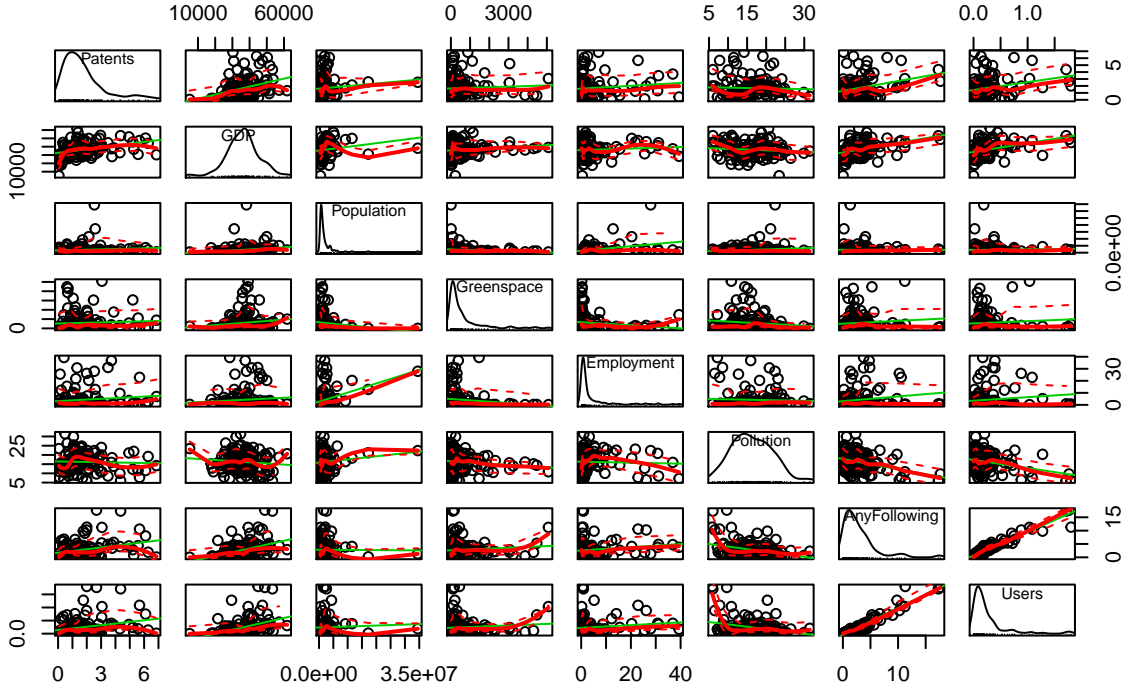 10000 60000 0 3000 5 15 30 0.0 1.0
Patents
0 5
GDP
10000
Population
0.0e+00
Greenspace
0
Employment
0 30
Pollution
5 25
AnyFollowing
0 15
Users
0.0
0 3 6 0.0e+00 3.5e+07 0 20 40 0 10